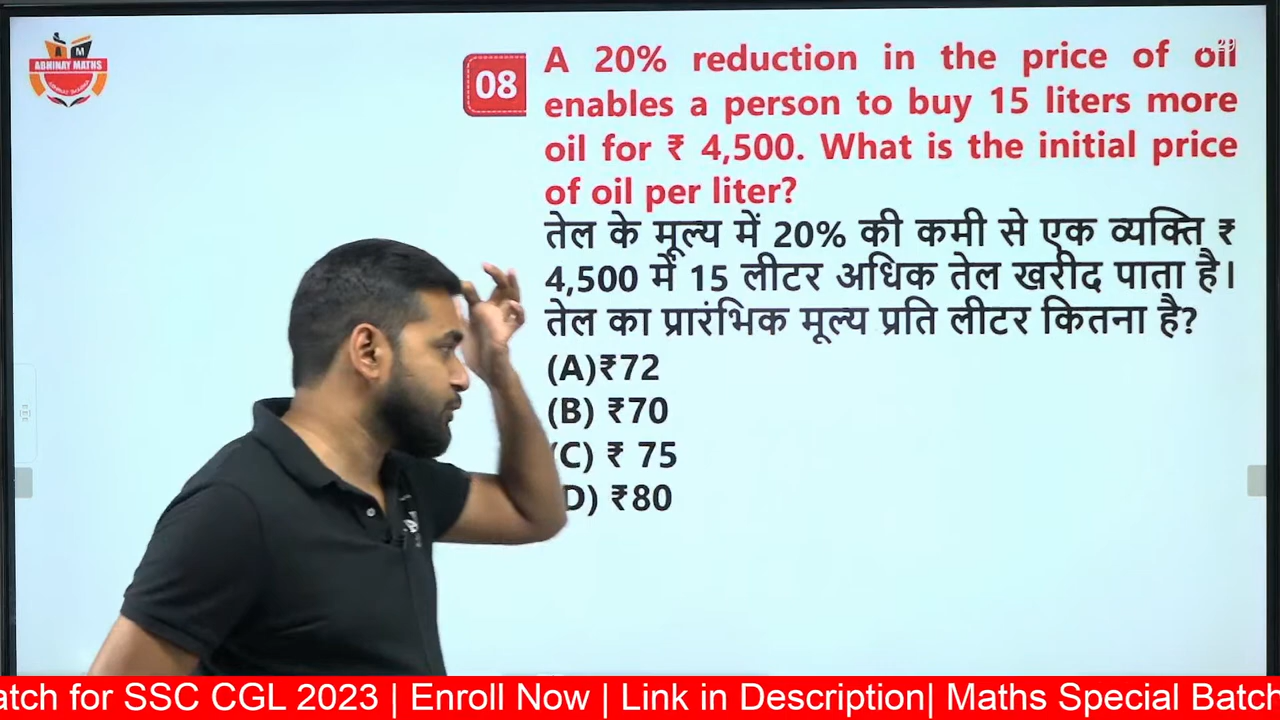 ABHINAY MATHS
08
A 20% reduction in the price of oil
enables a person to buy 15 liters more
oil for ₹ 4,500. What is the initial price
of oil per liter?
तेल के मूल्य में 20% की कमी से एक व्यक्ति ₹
4,500 में 15 लीटर अधिक तेल खरीद पाता है।
तेल का प्रारंभिक मूल्य प्रति लीटर कितना है?
(A)₹72
(B) ₹70
(C) ₹ 75
D) ₹80
atch for SSC CGL 2023 | Enroll Now | Link in Description| Maths Special Batch